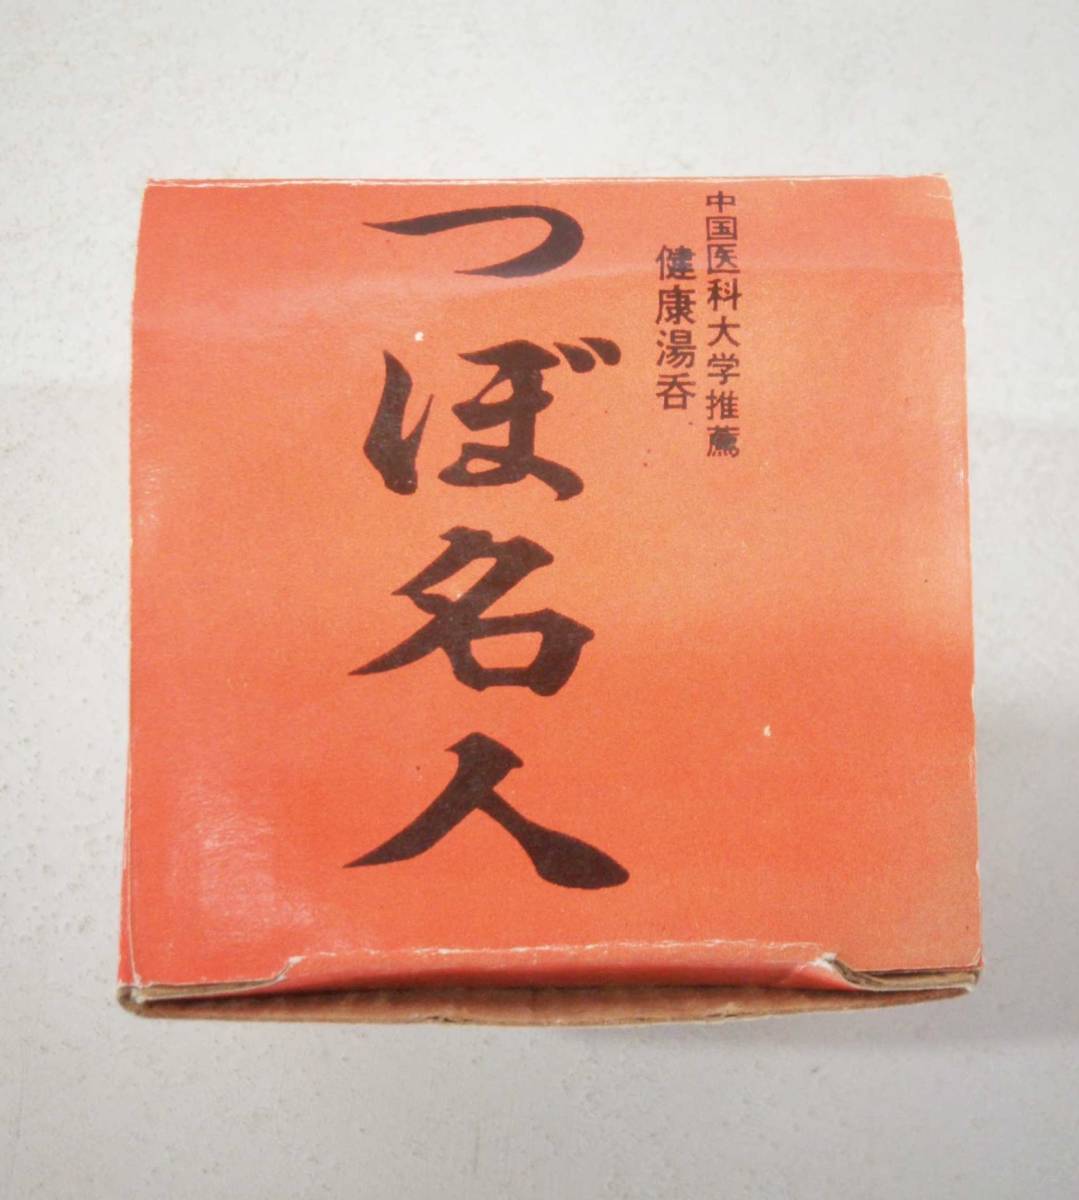 中国医科大学推薦
健康湯呑
つぼ名人